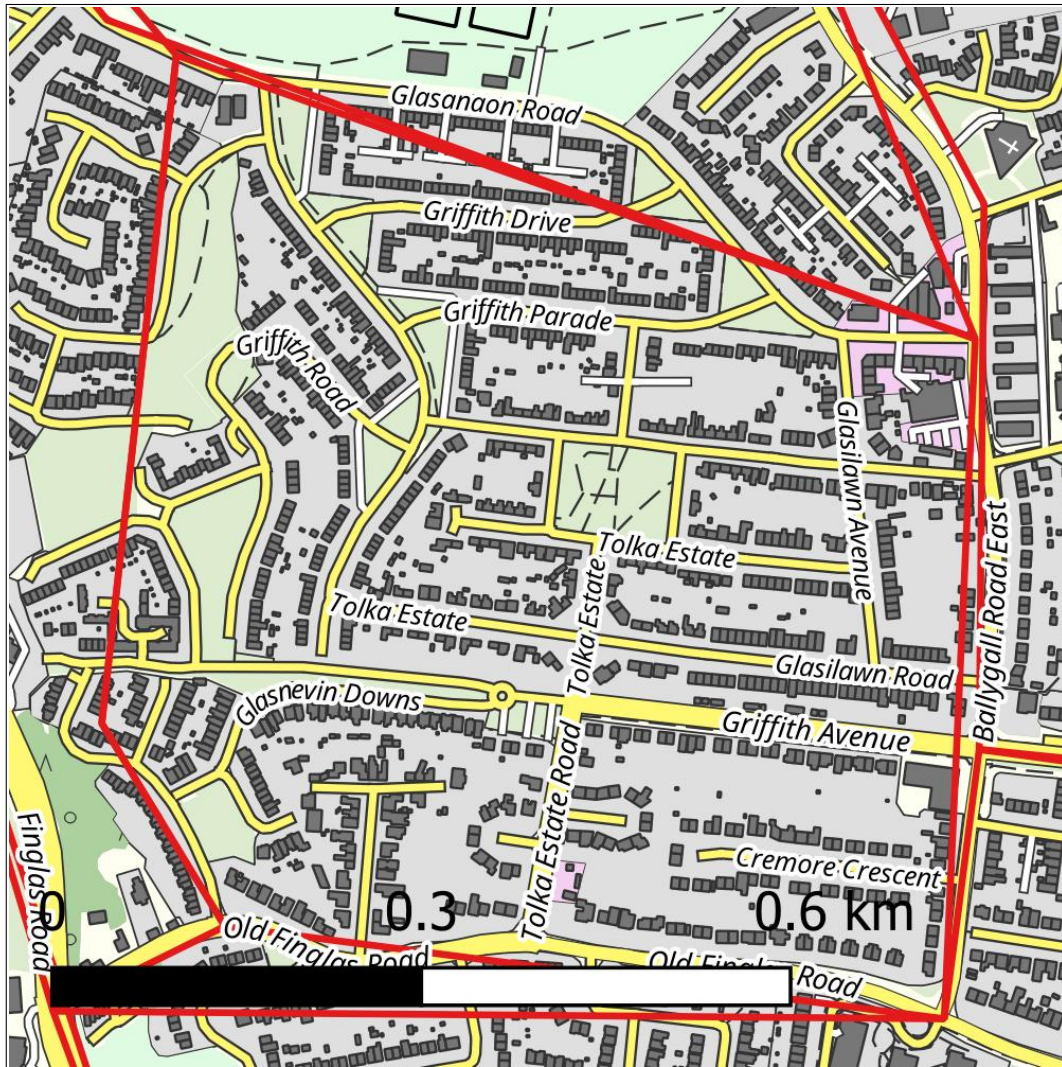 Glasanaon Road
Griffith Drive
Griffith Parade
Griffith Road
Glasilawn Avenue
Tolka Estate
Tolka Estate
Tolka Estate
Ballygall Road East
Glasilawn Road
Glasnevin Downs
Griffith Avenue
Tolka Estate Road
Cremore Crescent
Finglas Road
Old Finglas Road
Old Finglas Road
0
0.3
0.6 km